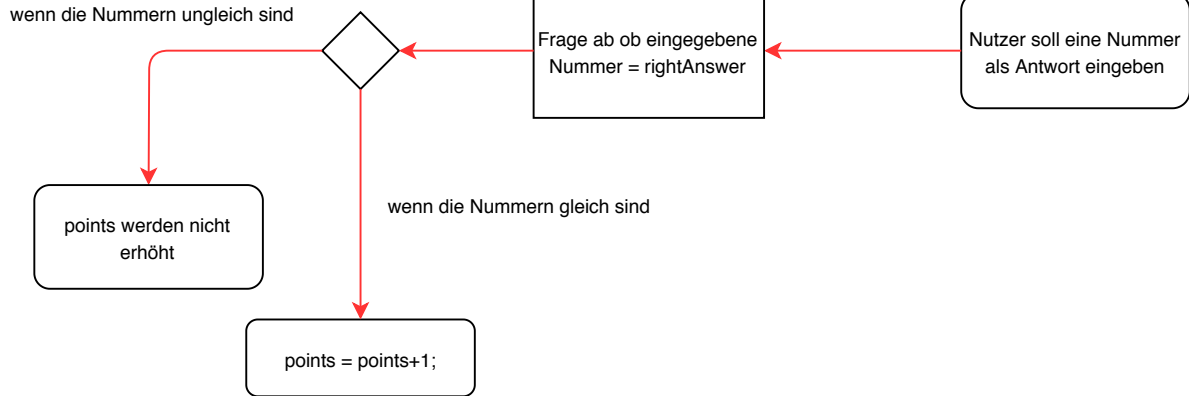 wenn die Nummern ungleich sind
Frage ab ob eingegebene
Nummer = rightAnswer
Nutzer soll eine Nummer
als Antwort eingeben
wenn die Nummern gleich sind
points werden nicht
erhöht
points = points+1;